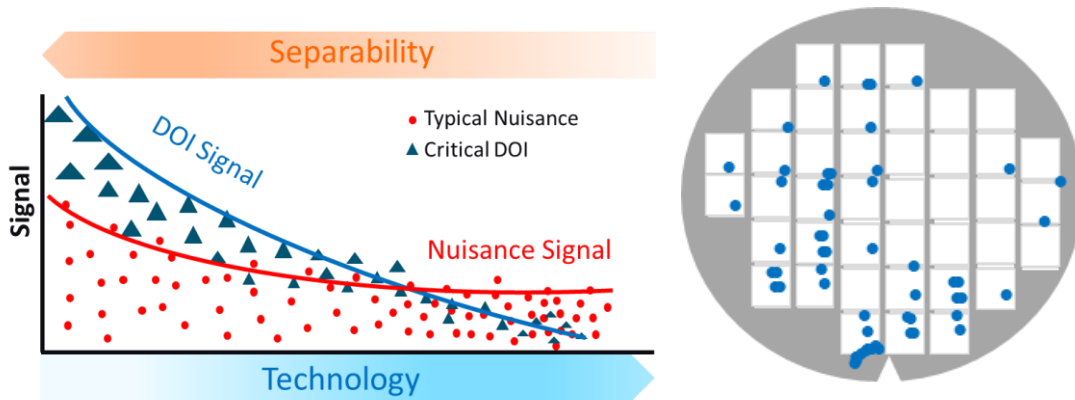 Separability
Typical Nuisance
Critical DOI
DOI Signal
Signal
Nuisance Signal
Technology